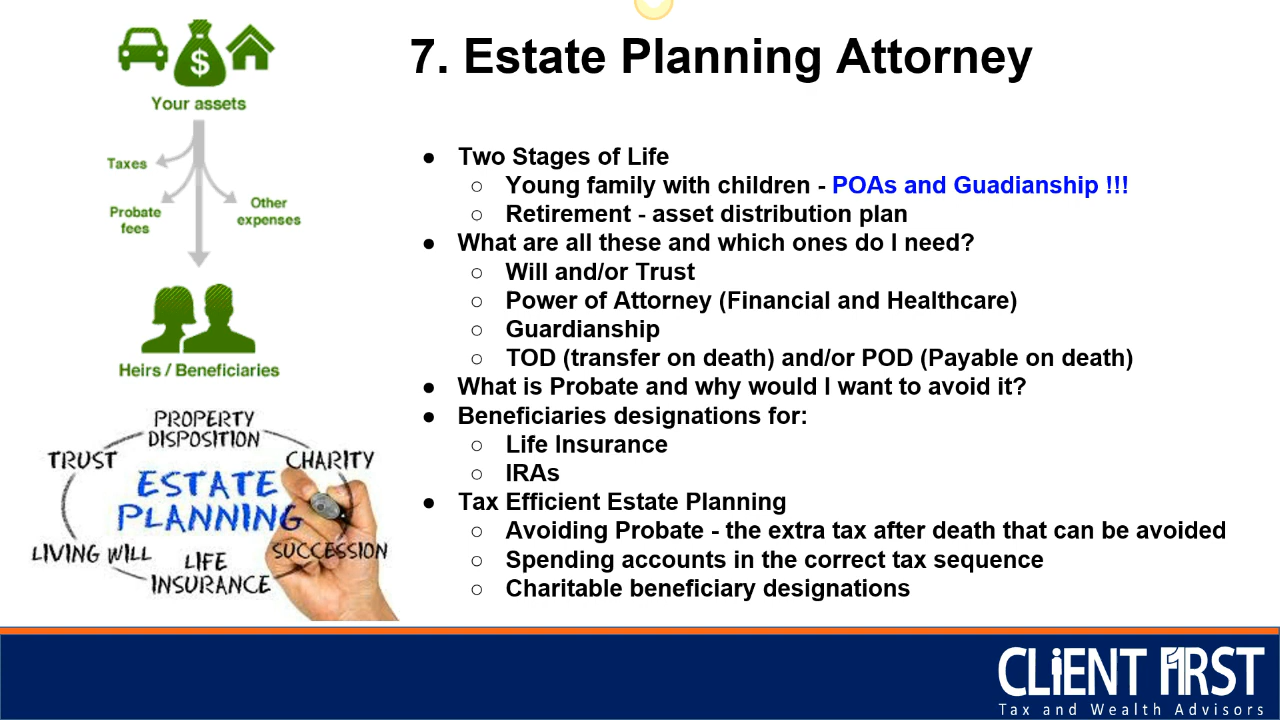 7. Estate Planning Attorney
$
Your assets
Taxes
Probate
fees
Other
expenses
Heirs / Beneficiaries
PROPERTY
DISPOSITION
TRUST
CHARITY
ESTATE
PLANNING
LIVING WILL
LIFE
INSURANCE
SUCCESSION
● Two Stages of Life
○ Young family with children - POAs and Guadianship !!!
○ Retirement - asset distribution plan
● What are all these and which ones do I need?
○ Will and/or Trust
○ Power of Attorney (Financial and Healthcare)
○ Guardianship
○ TOD (transfer on death) and/or POD (Payable on death)
● What is Probate and why would I want to avoid it?
● Beneficiaries designations for:
○ Life Insurance
○ IRAs
● Tax Efficient Estate Planning
○ Avoiding Probate - the extra tax after death that can be avoided
○ Spending accounts in the correct tax sequence
○ Charitable beneficiary designations
CLiENT F1RST
Tax and Wealth Advisors